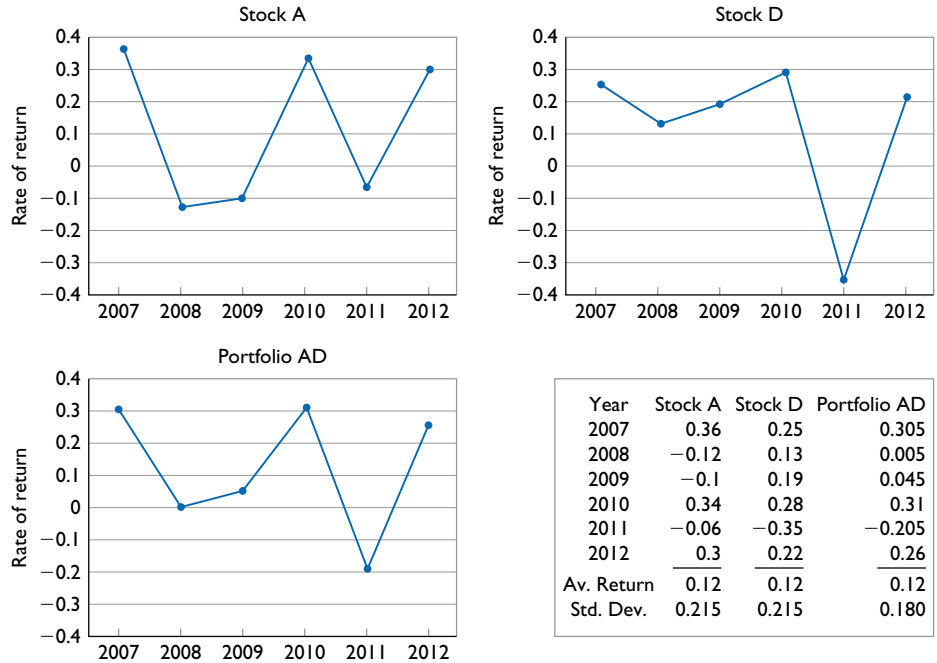 Stock A
Rate of return
0.4
0.3
0.2
0.1
0
−0.1
−0.2
−0.3
−0.4
2007 2008 2009 2010 2011 2012
Stock D
Rate of return
0.4
0.3
0.2
0.1
0
−0.1
−0.2
−0.3
−0.4
2007 2008 2009 2010 2011 2012
Portfolio AD
Rate of return
0.4
0.3
0.2
0.1
0
−0.1
−0.2
−0.3
−0.4
2007 2008 2009 2010 2011 2012
Year Stock A Stock D Portfolio AD
2007 0.36 0.25 0.305
2008 −0.12 0.13 0.005
2009 −0.1 0.19 0.045
2010 0.34 0.28 0.31
2011 −0.06 −0.35 −0.205
2012 0.3 0.22 0.26
Av. Return 0.12 0.12 0.12
Std. Dev. 0.215 0.215 0.180